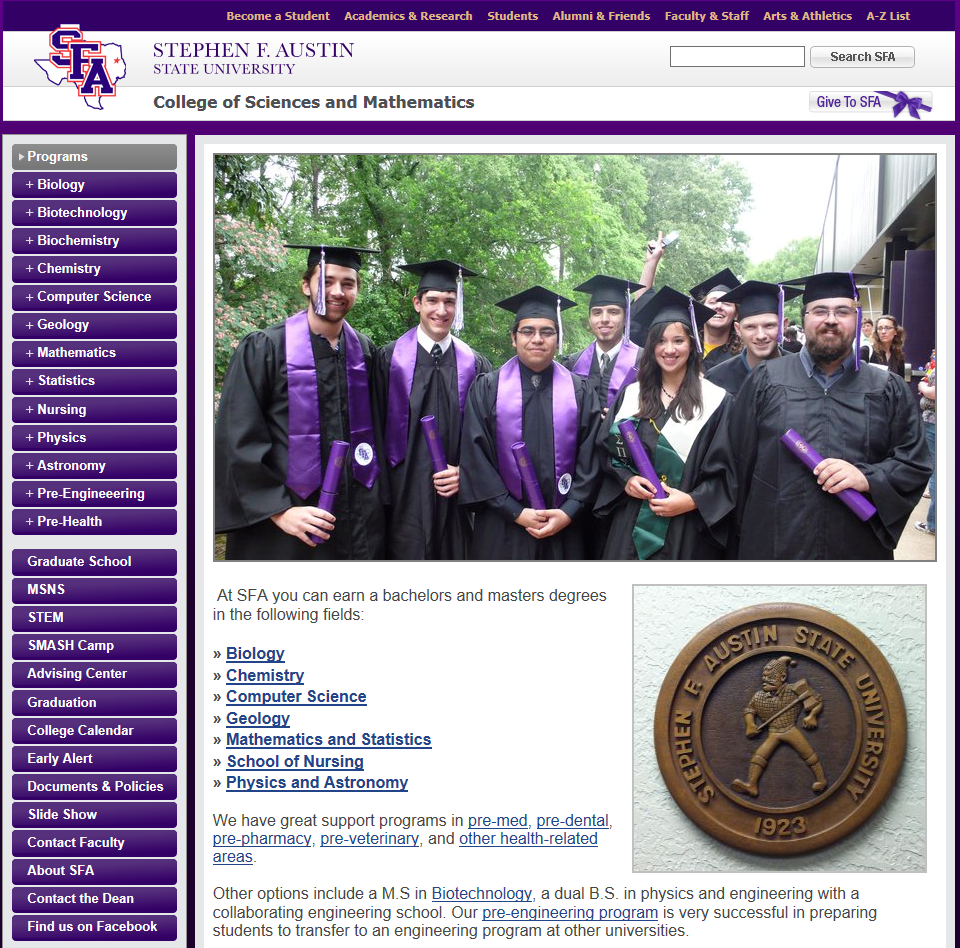 Become a Student Academics & Research Students Alumni & Friends Faculty & Staff Arts & Athletics A-Z List
SFA
STEPHEN F. AUSTIN
STATE UNIVERSITY
Search SFA
College of Sciences and Mathematics
Give To SFA
Programs
+ Biology
+ Biotechnology
+ Biochemistry
+ Chemistry
+ Computer Science
+ Geology
+ Mathematics
+ Statistics
+ Nursing
+ Physics
+ Astronomy
+ Pre-Engineeering
+ Pre-Health
Graduate School
MSNS
STEM
SMASH Camp
Advising Center
Graduation
College Calendar
Early Alert
Documents & Policies
Slide Show
Contact Faculty
About SFA
Contact the Dean
Find us on Facebook
At SFA you can earn a bachelors and masters degrees
in the following fields:
» Biology
» Chemistry
» Computer Science
» Geology
» Mathematics and Statistics
» School of Nursing
» Physics and Astronomy
We have great support programs in pre-med, pre-dental,
pre-pharmacy, pre-veterinary, and other health-related
areas.
STEPHEN F. AUSTIN STATE UNIVERSITY
1923
Other options include a M.S in Biotechnology, a dual B.S. in physics and engineering with a
collaborating engineering school. Our pre-engineering program is very successful in preparing
students to transfer to an engineering program at other universities.